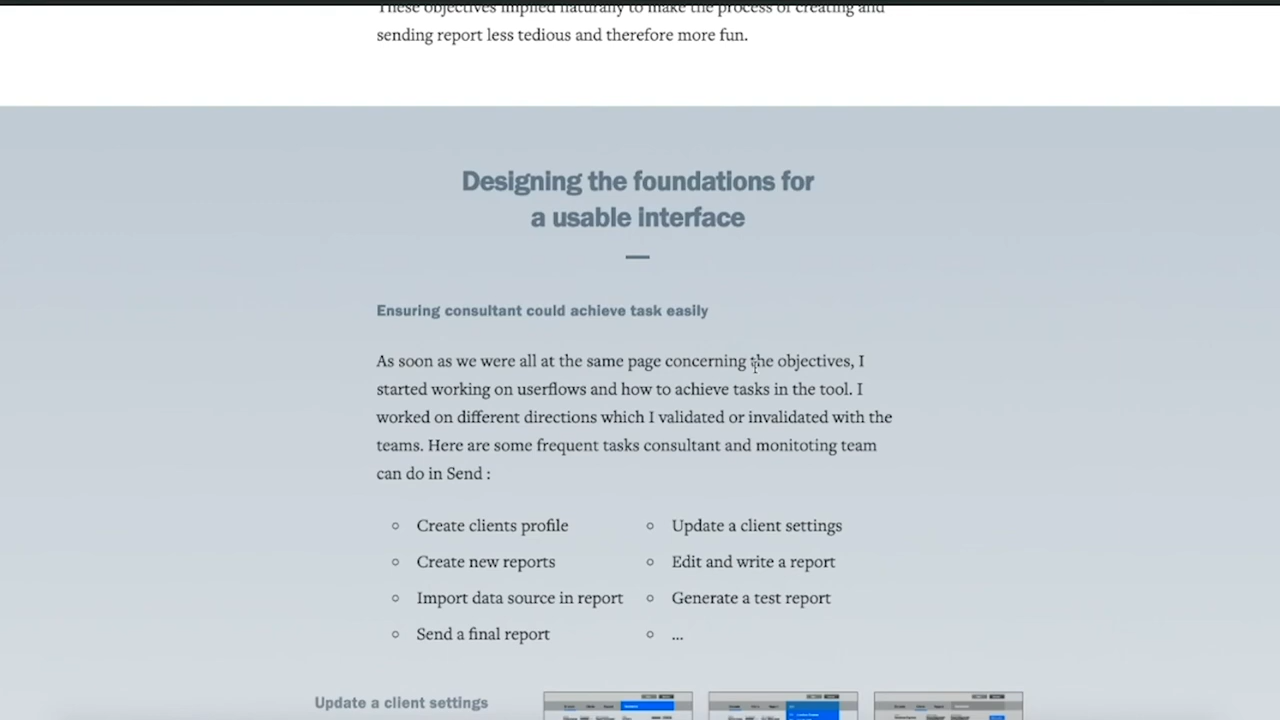 These objectives implied naturally to make the process of creating and
sending report less tedious and therefore more fun.
Designing the foundations for
a usable interface
Ensuring consultant could achieve task easily
As soon as we were all at the same page concerning the objectives, I
started working on userflows and how to achieve tasks in the tool. I
worked on different directions which I validated or invalidated with the
teams. Here are some frequent tasks consultant and monitoting team
can do in Send :
Create clients profile
Create new reports
Import data source in report
Send a final report
Update a client settings
Edit and write a report
Generate a test report
...
Update a client settings